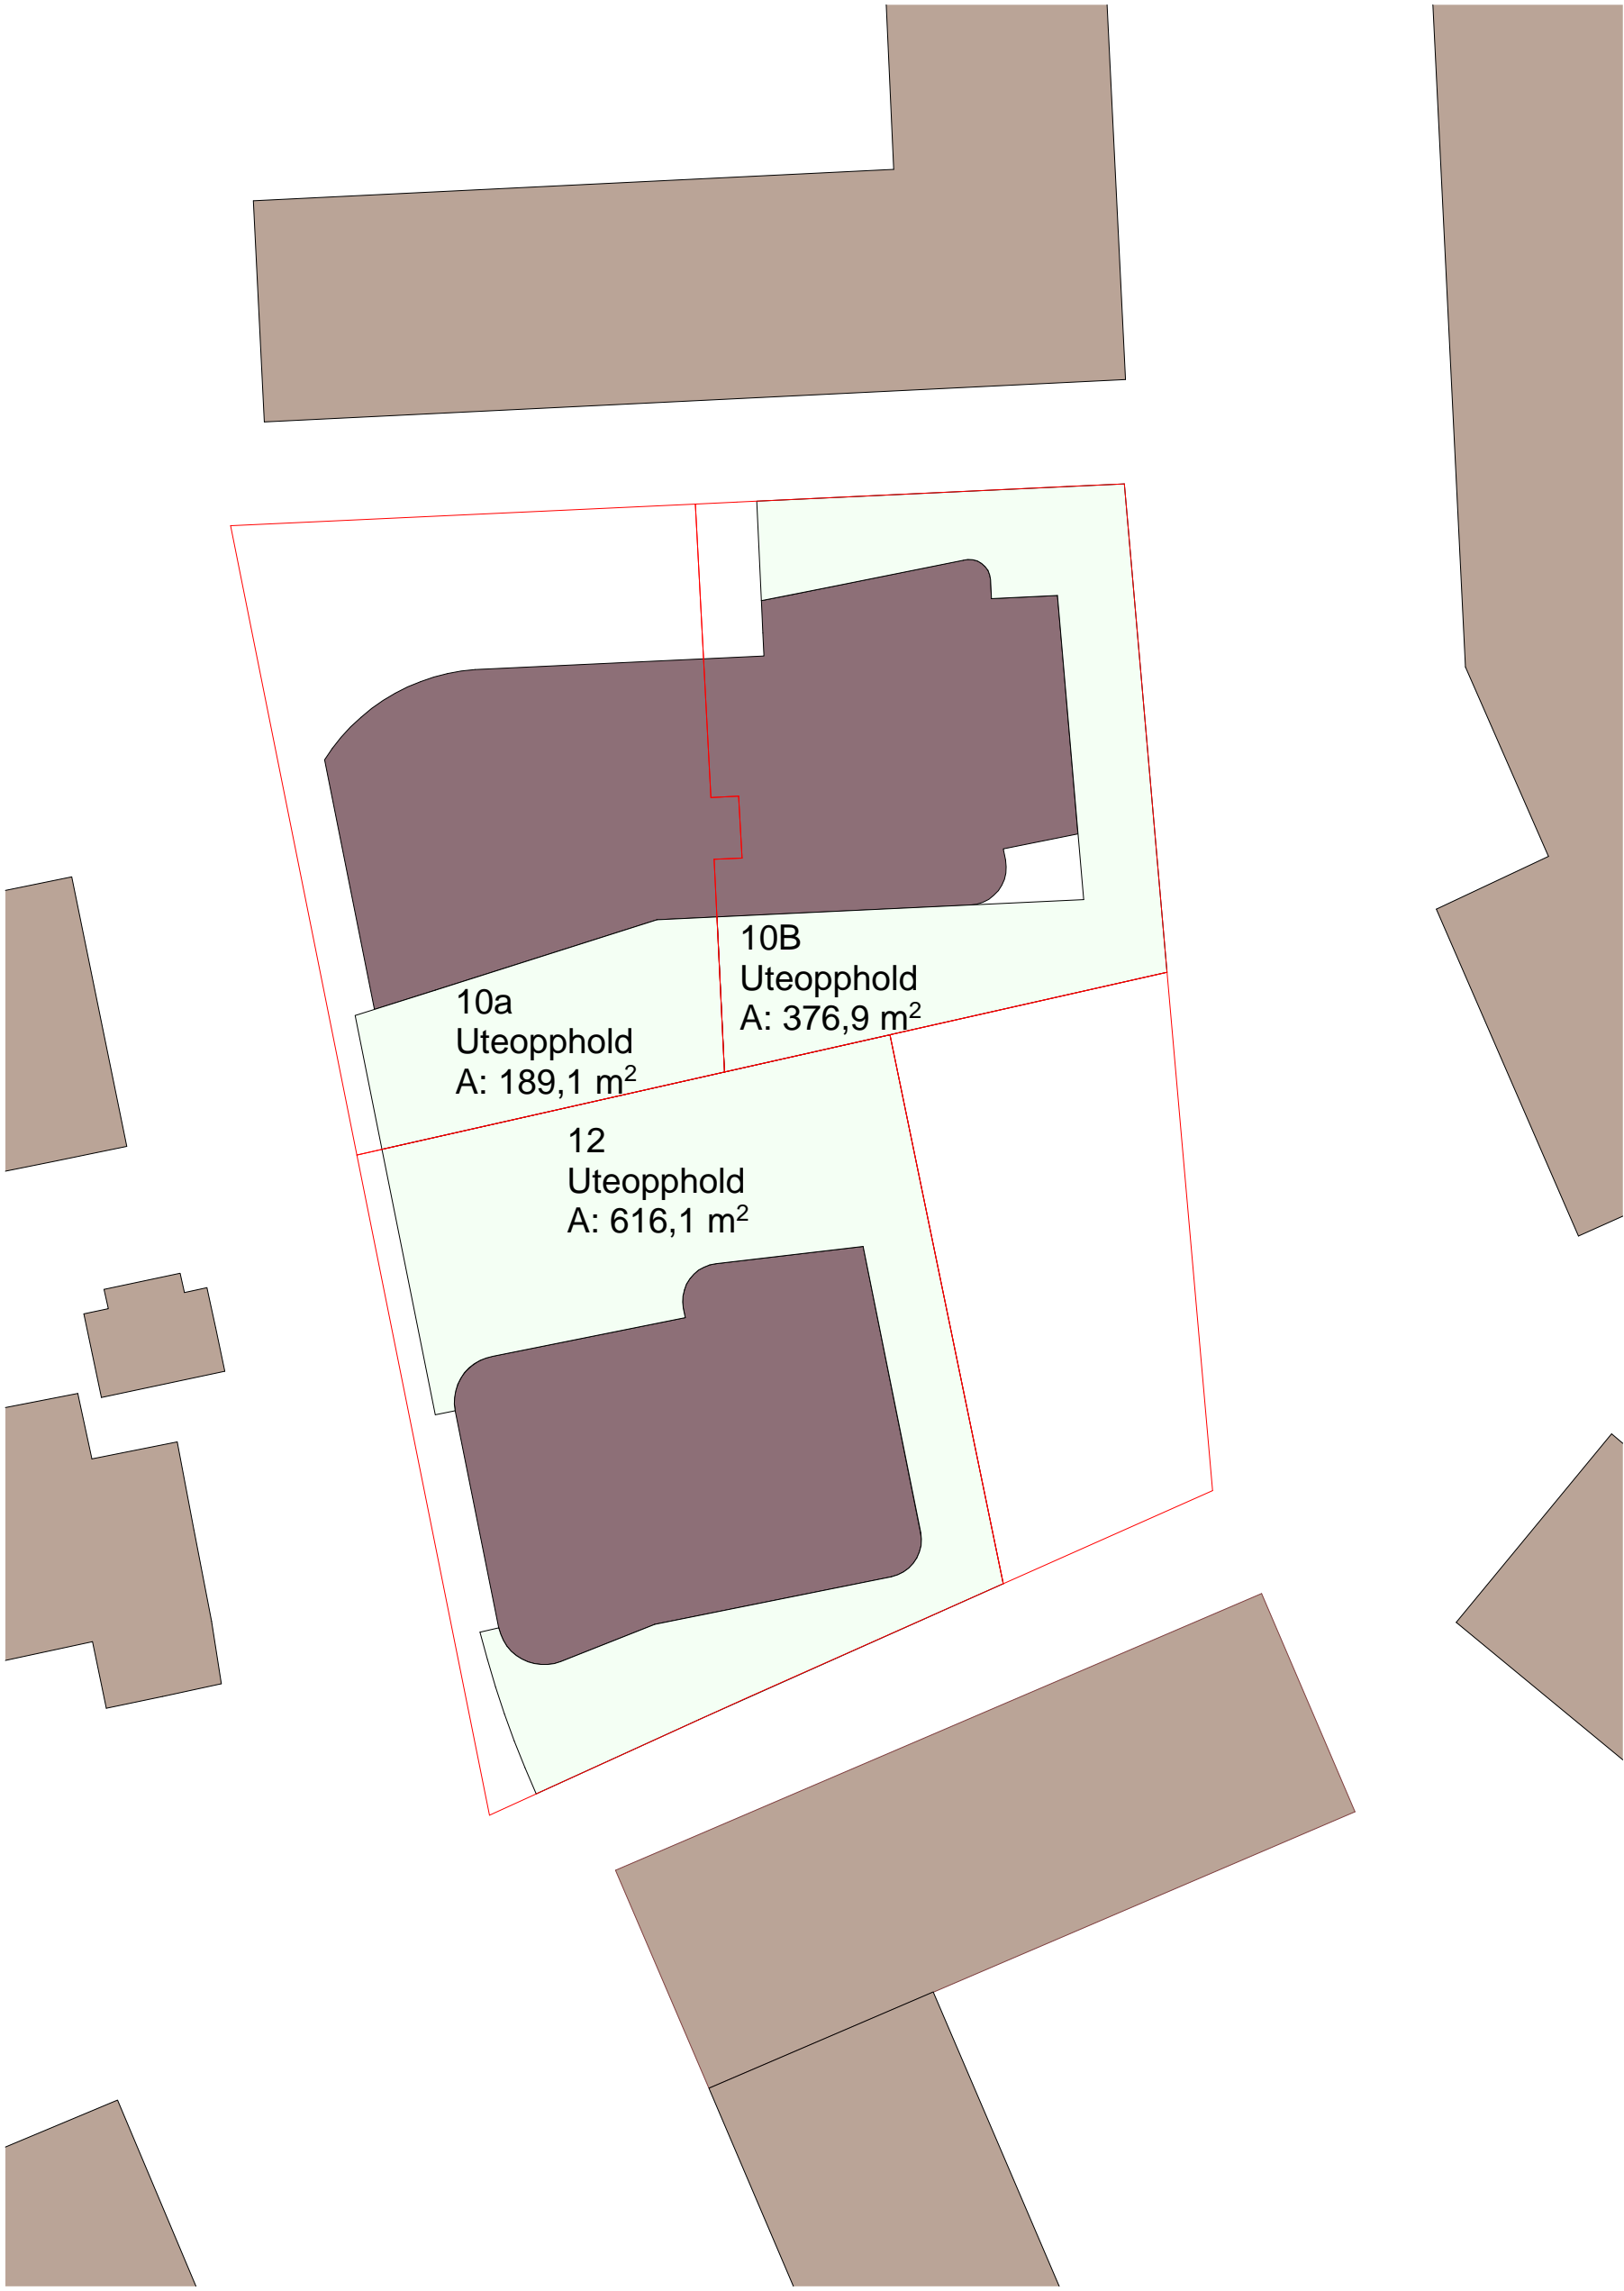 10B
Uteopphold
A: 376,9 m²
10a
Uteopphold
A: 189,1 m²
12
Uteopphold
A: 616,1 m²